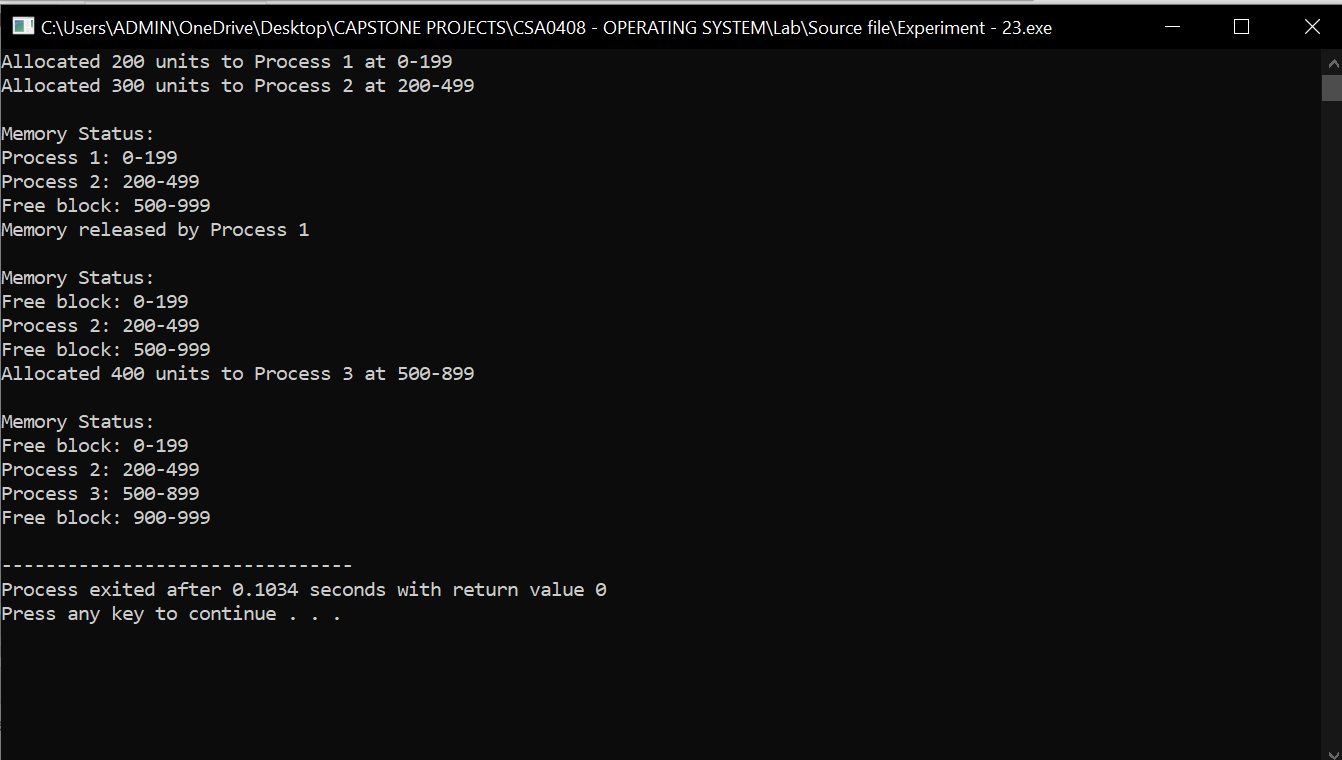 C:\Users\ADMIN\OneDrive\Desktop\CAPSTONE PROJECTS\CSA0408 - OPERATING SYSTEM\Lab\Source file\Experiment - 23.exe
Allocated 200 units to Process 1 at 0-199
Allocated 300 units to Process 2 at 200-499
Memory Status:
Process 1: 0-199
Process 2: 200-499
Free block: 500-999
Memory released by Process 1
Memory Status:
Free block: 0-199
Process 2: 200-499
Free block: 500-999
Allocated 400 units to Process 3 at 500-899
Memory Status:
Free block: 0-199
Process 2: 200-499
Process 3: 500-899
Free block: 900-999
--------------------------------
Process exited after 0.1034 seconds with return value 0
Press any key to continue . . .